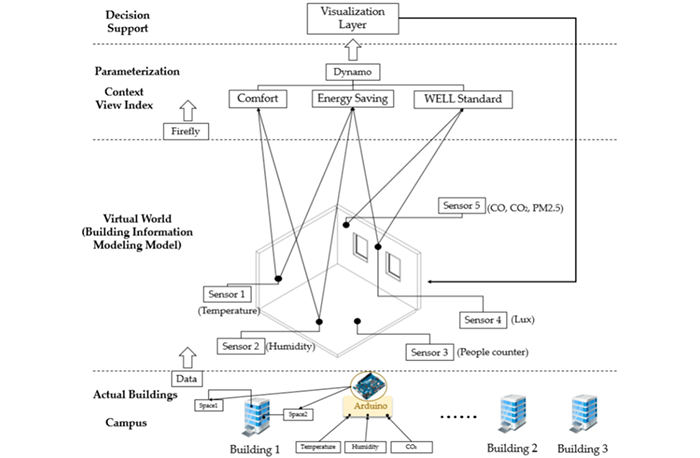 Decision
Support
Visualization
Layer
Parameterization
Dynamo
Context
View Index
Comfort
Energy Saving
WELL Standard
Firefly
Virtual World
(Building Information
Modeling Model)
Sensor 5 (CO, CO₂, PM2.5)
Sensor 1
(Temperature)
Sensor 4 (Lux)
Sensor 2 (Humidity)
Sensor 3 (People counter)
Data
Actual Buildings
Campus
Space1
Space2
Arduino
......
Temperature
Humidity
CO₂
Building 1
Building 2
Building 3